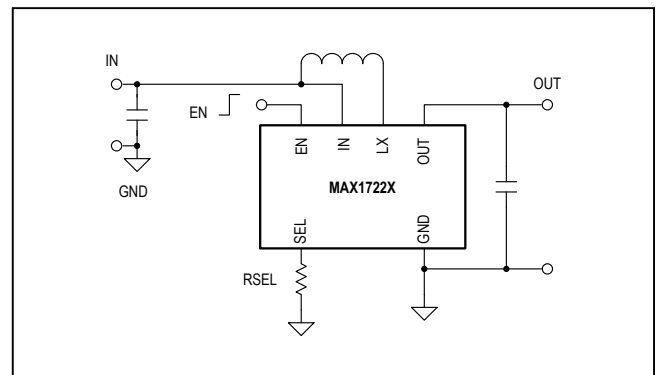 IN
OUT
EN
EN
IN
LX
OUT
GND
MAX1722X
SEL
GND
RSEL